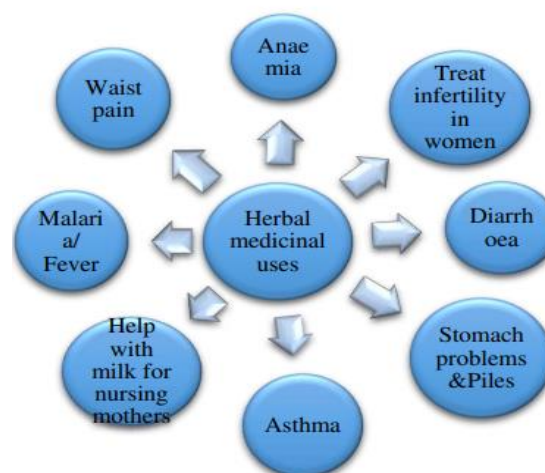 Anae
mia
Treat
infertility
in
women
Diarrh
oea
Stomach
problems
&Piles
Asthma
Help
with
milk for
nursing
mothers
Malari
a/
Fever
Waist
pain
Herbal
medicinal
uses